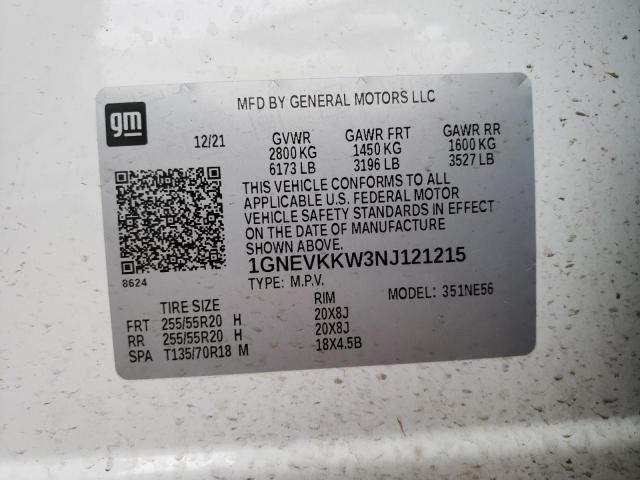 gm
MFD BY GENERAL MOTORS LLC
12/21 GVWR GAWR FRT GAWR RR
2800 KG 1450 KG 1600 KG
6173 LB 3196 LB 3527 LB
THIS VEHICLE CONFORMS TO ALL
APPLICABLE U.S. FEDERAL MOTOR
VEHICLE SAFETY STANDARDS IN EFFECT
ON THE DATE OF MANUFACTURE
SHOWN ABOVE.
8624
1GNEVKKW3NJ121215
TYPE: M.P.V. MODEL: 351NE56
TIRE SIZE RIM
FRT 255/55R20 H 20X8J
RR 255/55R20 H 20X8J
SPA T135/70R18 M 18X4.5B